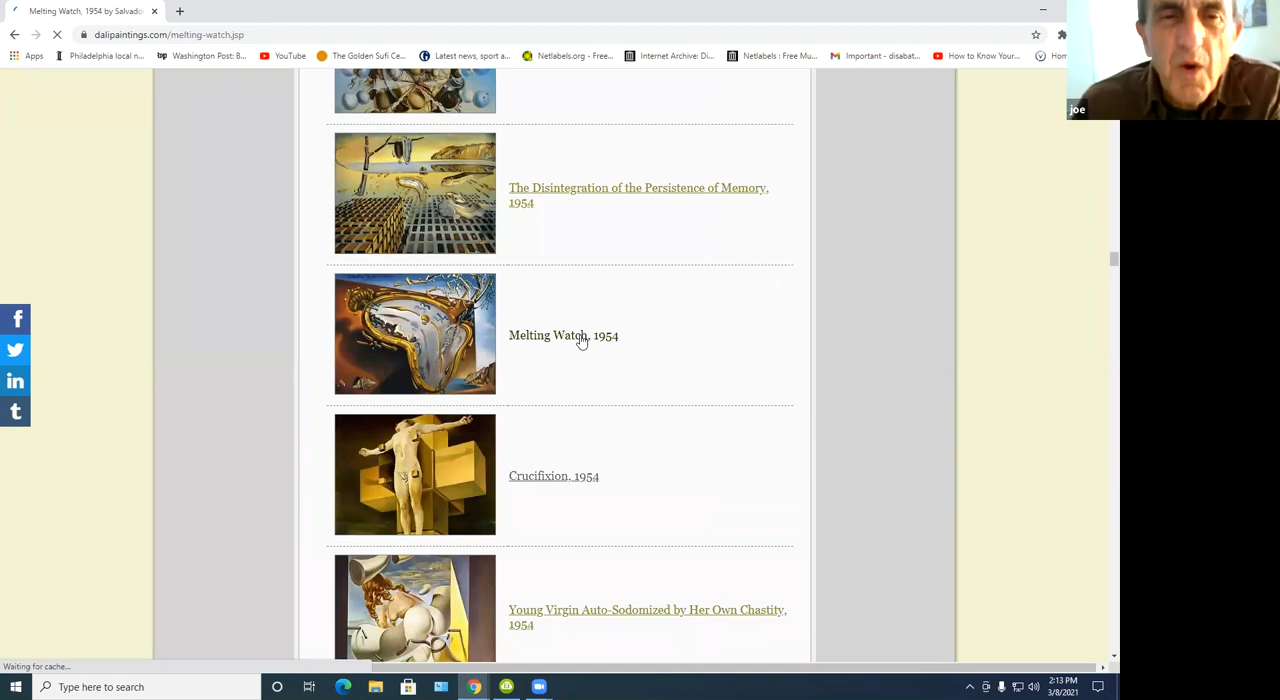 Melting Watch, 1954 by Salvado
dalipaintings.com/melting-watch.jsp
Apps
Philadelphia local n...
wp Washington Post: B...
YouTube
The Golden Sufi Ce...
Latest news, sport a...
Netlabels.org - Free...
Internet Archive: Di...
Netlabels : Free Mu...
Important - disabat...
How to Know Your...
Hom
joe
The Disintegration of the Persistence of Memory,
1954
Melting Watch, 1954
Crucifixion, 1954
Young Virgin Auto-Sodomized by Her Own Chastity,
1954
f
in
t
Waiting for cache...
Type here to search
2:13 PM
3/8/2021